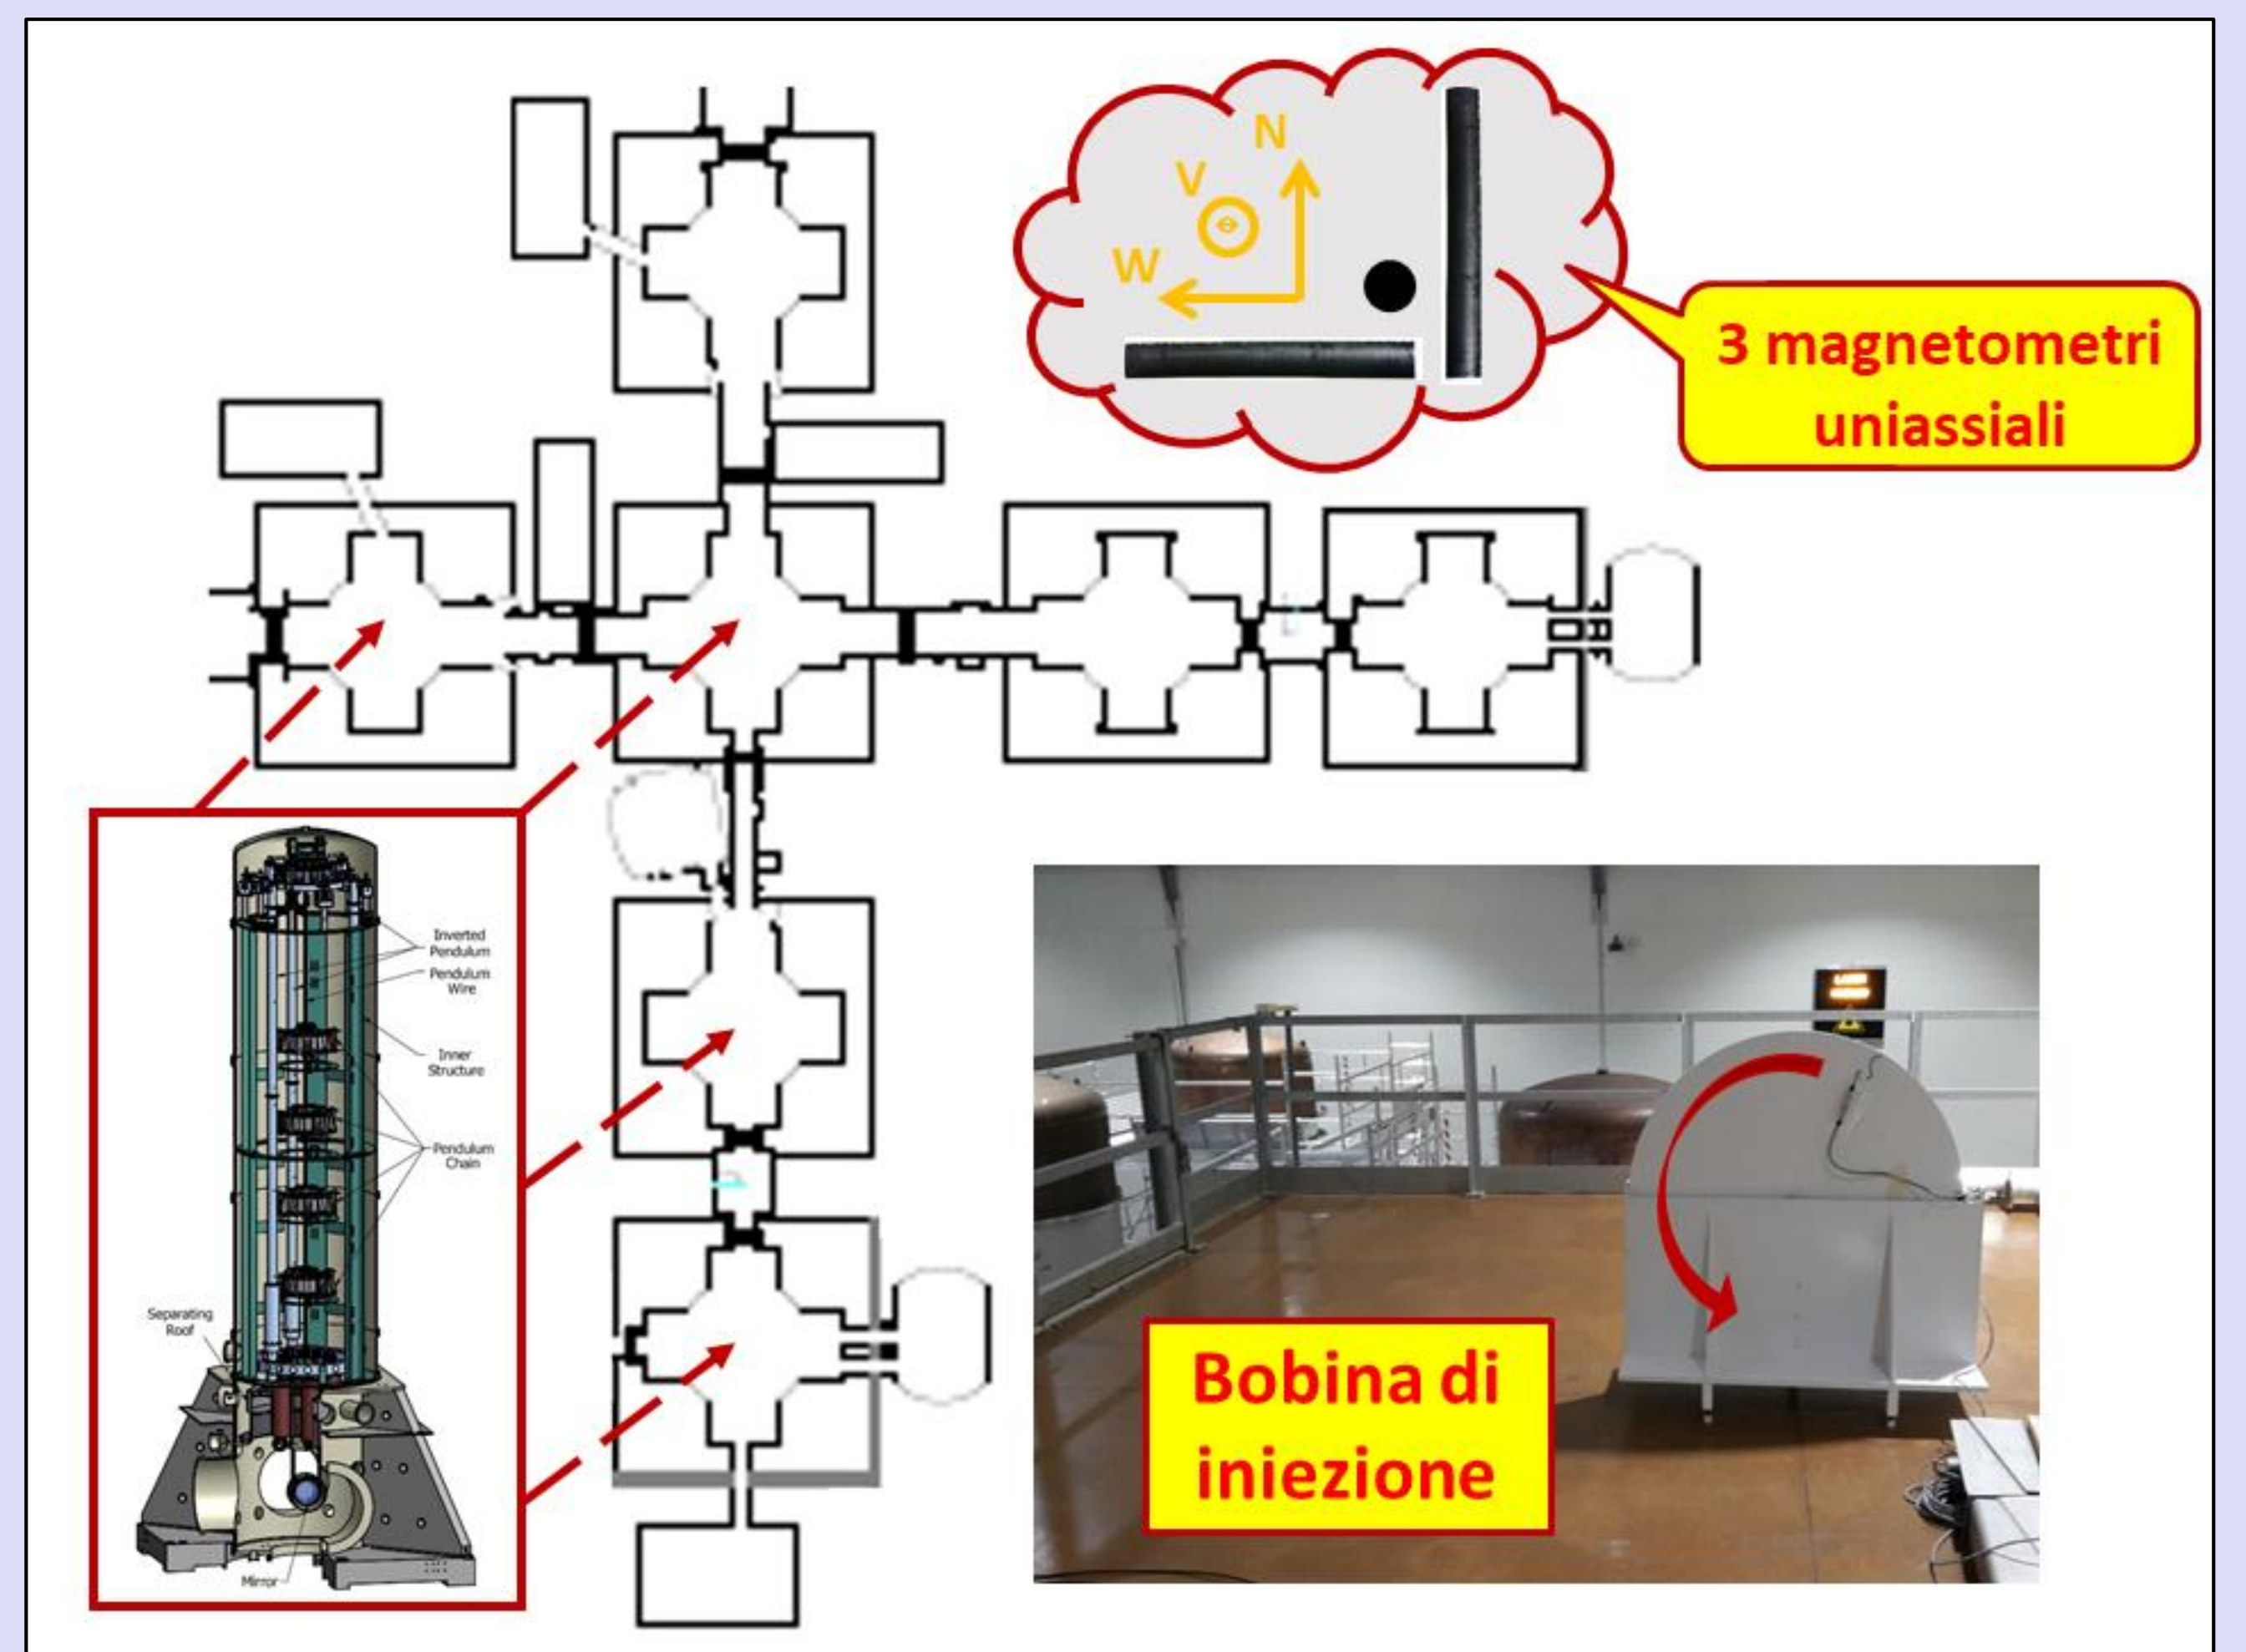 N
V
W
3 magnetometri
uniassiali
Inverted
Pendulum
Pendulum
Wire
Inner
Structure
Pendulum
Chain
Separating
Roof
Mirror
Bobina di
iniezione